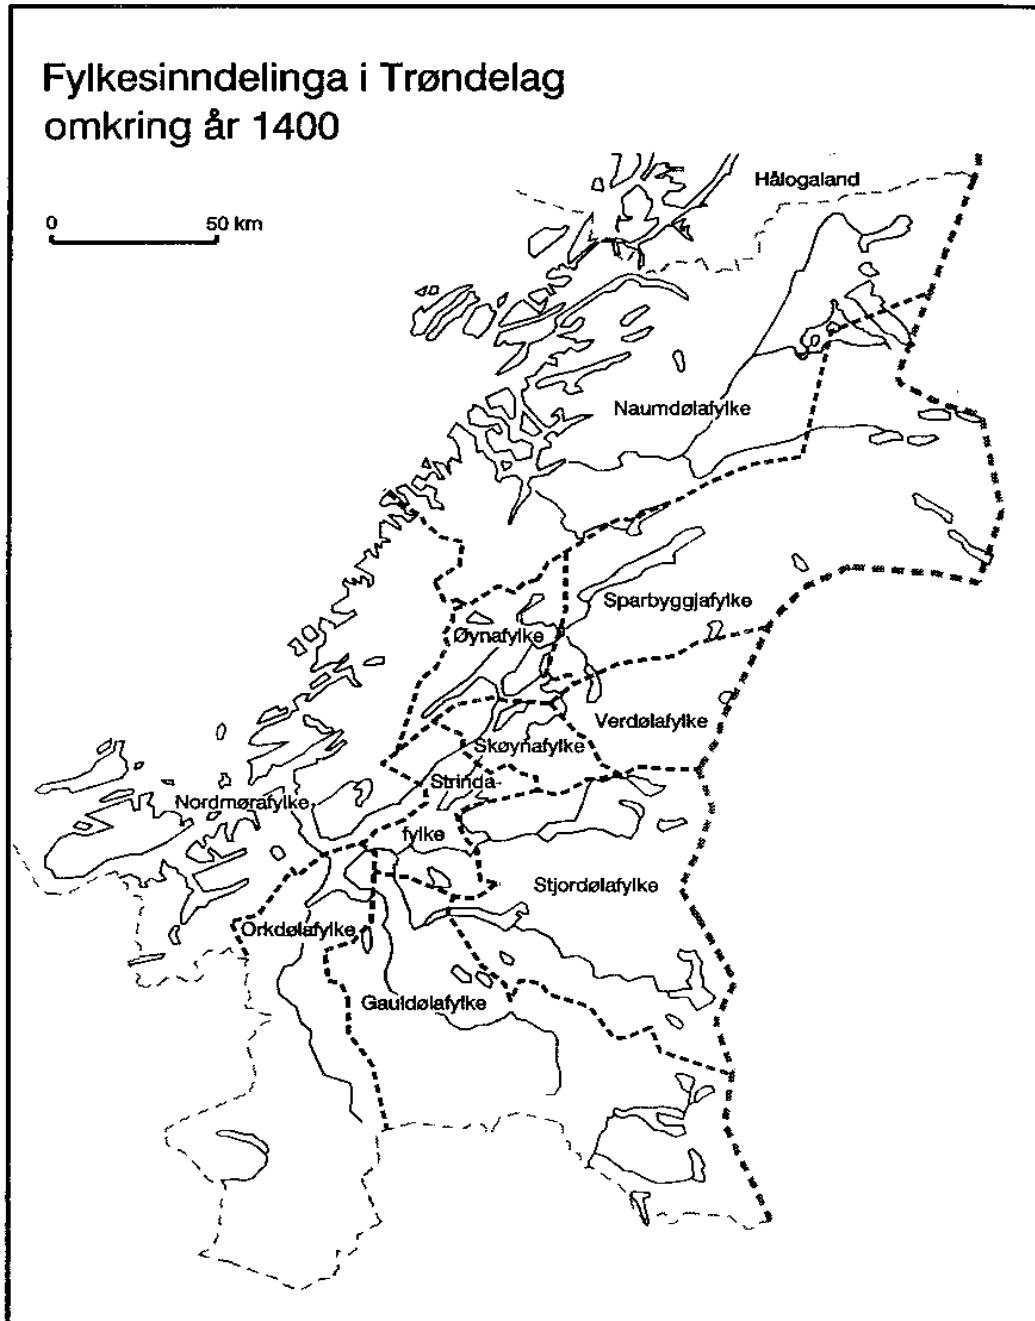 Fylkesinndelinga i Trøndelag
omkring år 1400
Hålogaland
0 50 km
Naumdølafylke
Sparbyggjafylke
Øynafylke
Verdølafylke
Skøynafylke
Strinda-
fylke
Nordmørafylke
Stjordølafylke
Orkdølafylke
Gauldølafylke